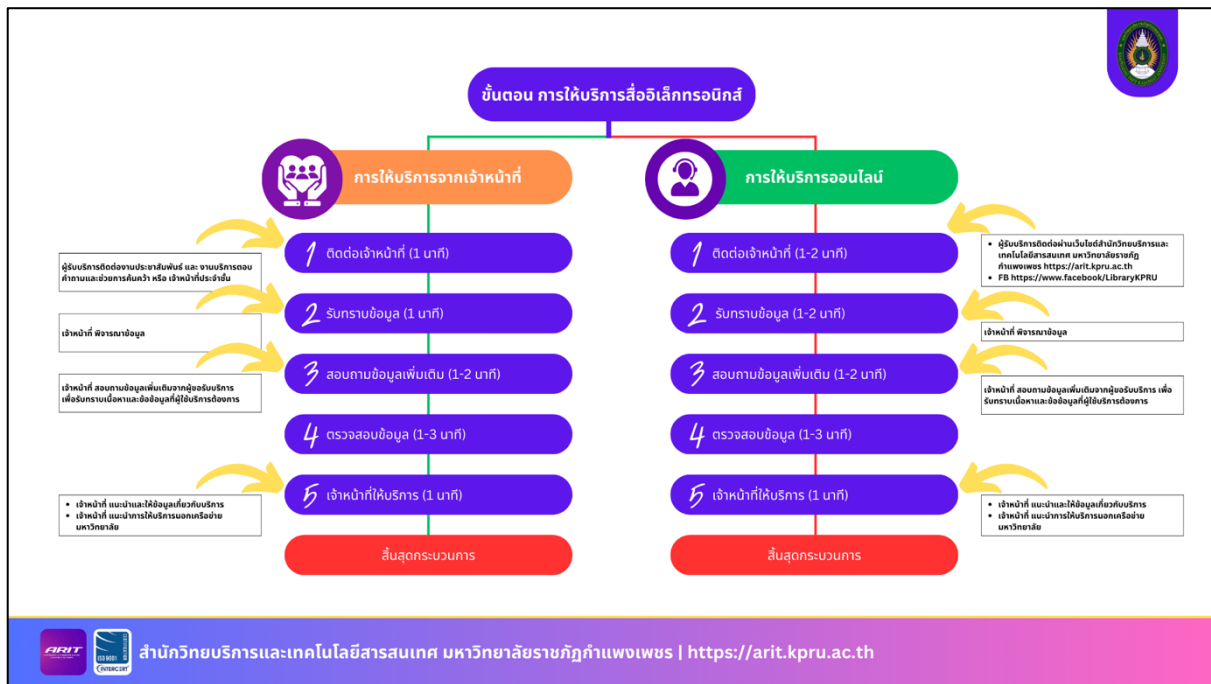 ขั้นตอน การให้บริการสื่ออิเล็กทรอนิกส์
การให้บริการจากเจ้าหน้าที่
1 ติดต่อเจ้าหน้าที่ (1 นาที)
ผู้รับบริการติดต่องานประชาสัมพันธ์ และ งานบริการตอบ
คำถามและช่วยการค้นคว้า หรือ เจ้าหน้าที่ประจำชั้น
2 รับทราบข้อมูล (1 นาที)
เจ้าหน้าที่ พิจารณาข้อมูล
3 สอบถามข้อมูลเพิ่มเติม (1-2 นาที)
เจ้าหน้าที่ สอบถามข้อมูลเพิ่มเติมจากผู้ขอรับบริการ
เพื่อรับทราบเนื้อหาและข้อข้อมูลที่ผู้ใช้บริการต้องการ
4 ตรวจสอบข้อมูล (1-3 นาที)
5 เจ้าหน้าที่ให้บริการ (1 นาที)
• เจ้าหน้าที่ แนะนำและให้ข้อมูลเกี่ยวกับบริการ
• เจ้าหน้าที่ แนะนำการให้บริการนอกเครือข่าย
มหาวิทยาลัย
สิ้นสุดกระบวนการ
การให้บริการออนไลน์
1 ติดต่อเจ้าหน้าที่ (1-2 นาที)
• ผู้รับบริการติดต่อผ่านเว็บไซต์สำนักวิทยบริการและ
เทคโนโลยีสารสนเทศ มหาวิทยาลัยราชภัฏ
กำแพงเพชร https://arit.kpru.ac.th
• FB https://www.facebook/LibraryKPRU
2 รับทราบข้อมูล (1-2 นาที)
เจ้าหน้าที่ พิจารณาข้อมูล
3 สอบถามข้อมูลเพิ่มเติม (1-2 นาที)
เจ้าหน้าที่ สอบถามข้อมูลเพิ่มเติมจากผู้ขอรับบริการ เพื่อ
รับทราบเนื้อหาและข้อข้อมูลที่ผู้ใช้บริการต้องการ
4 ตรวจสอบข้อมูล (1-3 นาที)
5 เจ้าหน้าที่ให้บริการ (1 นาที)
• เจ้าหน้าที่ แนะนำและให้ข้อมูลเกี่ยวกับบริการ
• เจ้าหน้าที่ แนะนำการให้บริการนอกเครือข่าย
มหาวิทยาลัย
สิ้นสุดกระบวนการ
ARIT
ISO 9001
INTERCERT
สำนักวิทยบริการและเทคโนโลยีสารสนเทศ มหาวิทยาลัยราชภัฏกำแพงเพชร | https://arit.kpru.ac.th